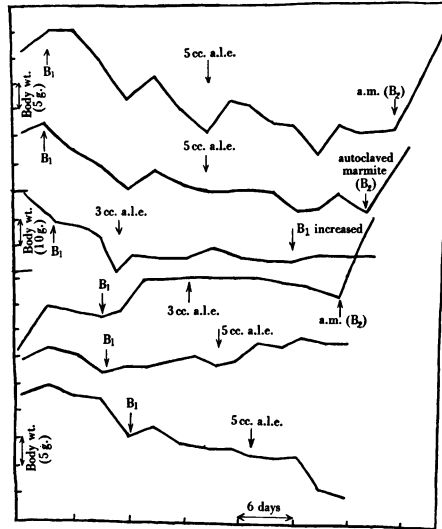 5 cc. a.l.e.
B₁
Body wt.
(5 g.)
a.m. (B₂)
5 cc. a.l.e.
B₁
autoclaved
marmite
(B₂)
3 cc. a.l.e.
B₁
B₁ increased
Body wt.
(10 g.)
B₁
3 cc. a.l.e.
a.m. (B₂)
B₁
5 cc. a.l.e.
B₁
5 cc. a.l.e.
Body wt.
(5 g.)
6 days